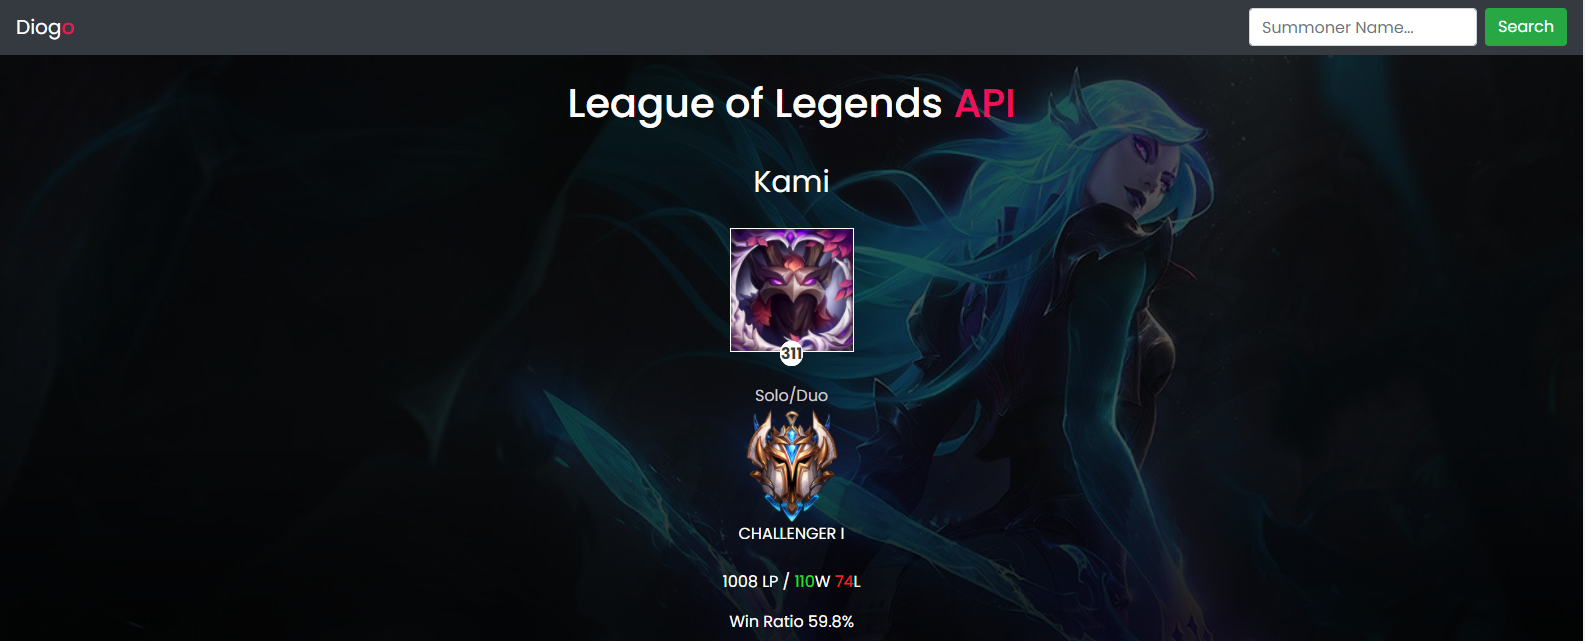 Diogo
Summoner Name...
Search
League of Legends API
Kami
311
Solo/Duo
CHALLENGER I
1008 LP / 110W 74L
Win Ratio 59.8%